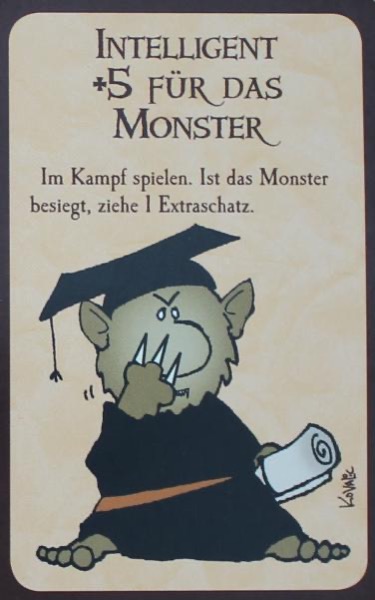 Intelligent
+5 für das
Monster
Im Kampf spielen. Ist das Monster
besiegt, ziehe 1 Extraschatz.
Kovalic